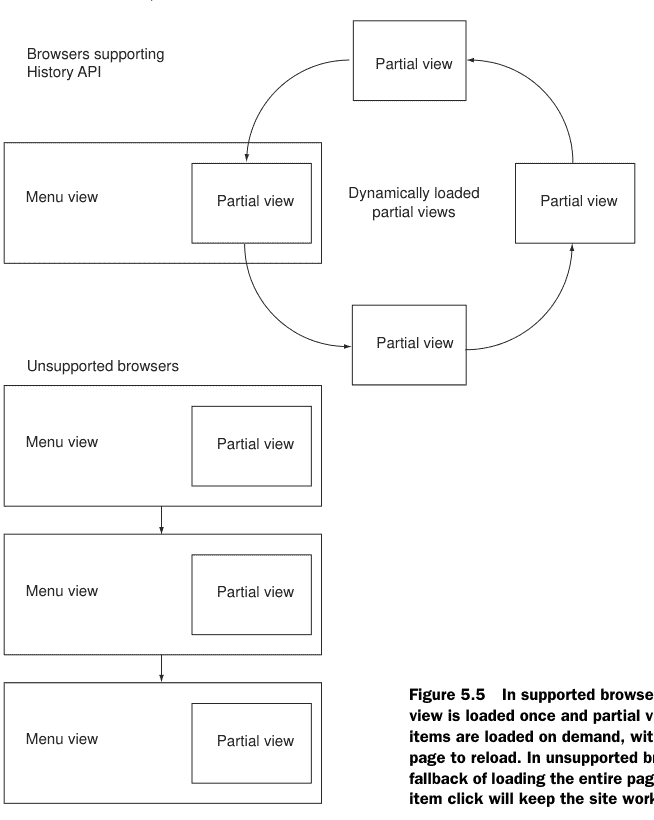 Browsers supporting
History API
Partial view
Menu view
Partial view
Dynamically loaded
partial views
Partial view
Partial view
Unsupported browsers
Menu view
Partial view
Menu view
Partial view
Menu view
Partial view
Figure 5.5 In supported browse
view is loaded once and partial v
items are loaded on demand, wit
page to reload. In unsupported b
fallback of loading the entire pag
item click will keep the site work